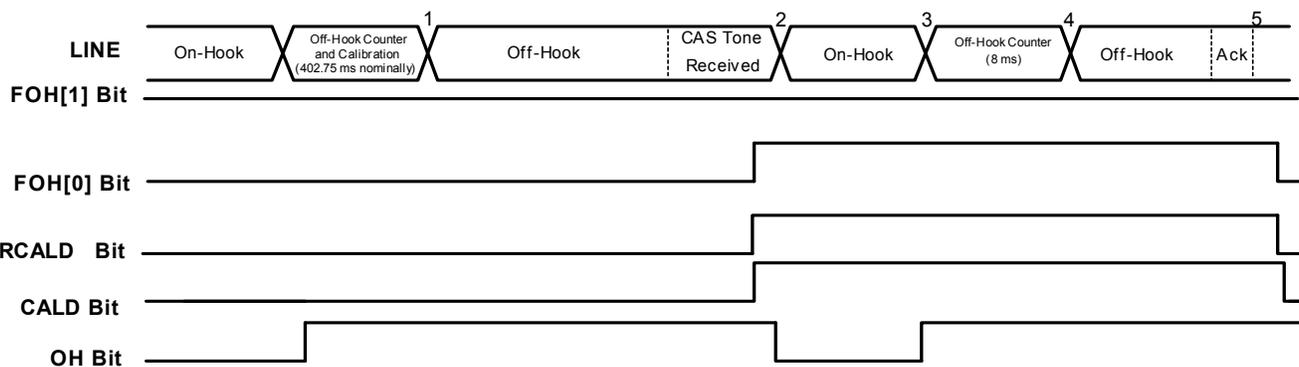 1 2 3 4 5
LINE On-Hook Off-Hook Counter and Calibration (402.75 ms nominally) Off-Hook CAS Tone Received On-Hook Off-Hook Counter (8 ms) Off-Hook Ack
FOH[1] Bit
FOH[0] Bit
RCALD Bit
CALD Bit
OH Bit